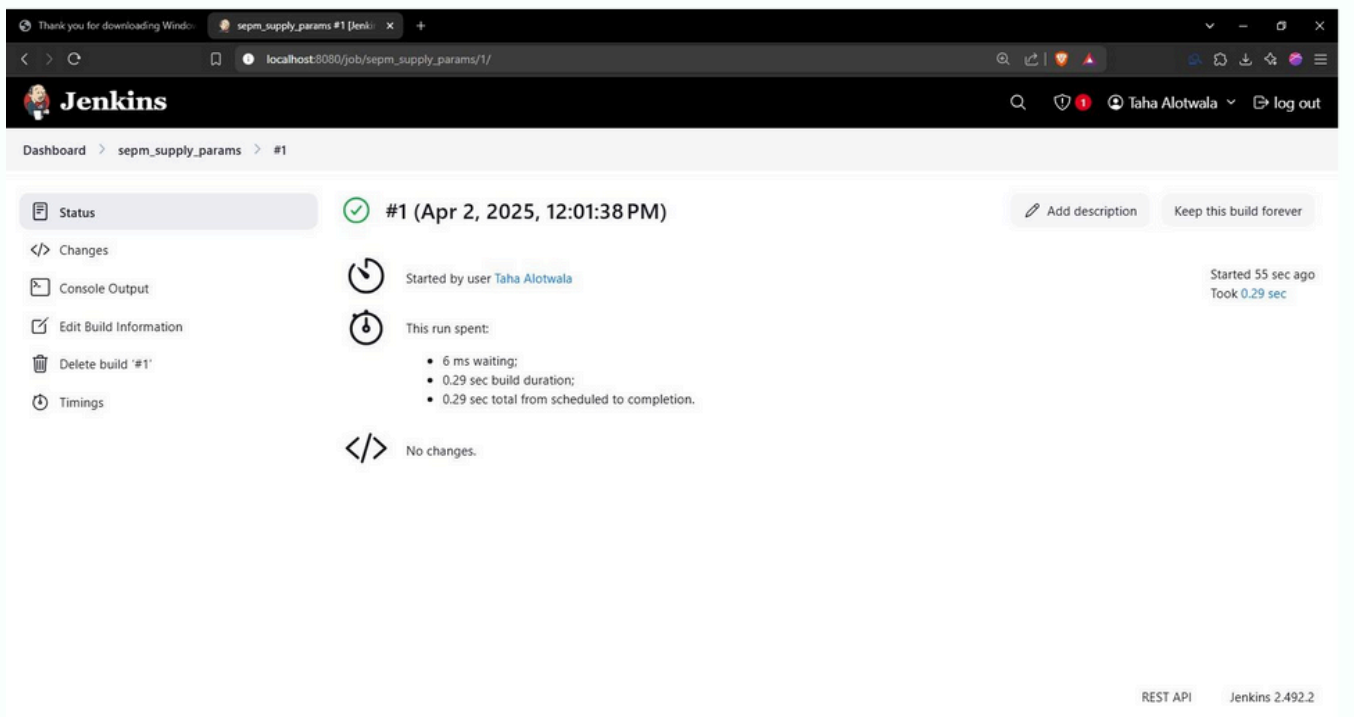 Thank you for downloading Windo
sepm_supply_params #1 [Jenki
localhost:8080/job/sepm_supply_params/1/
Jenkins
1
Taha Alotwala
log out
Dashboard > sepm_supply_params > #1
Status
Changes
Console Output
Edit Build Information
Delete build '#1'
Timings
#1 (Apr 2, 2025, 12:01:38 PM)
Add description
Keep this build forever
Started by user Taha Alotwala
Started 55 sec ago
Took 0.29 sec
This run spent:
• 6 ms waiting;
• 0.29 sec build duration;
• 0.29 sec total from scheduled to completion.
No changes.
REST API
Jenkins 2.492.2